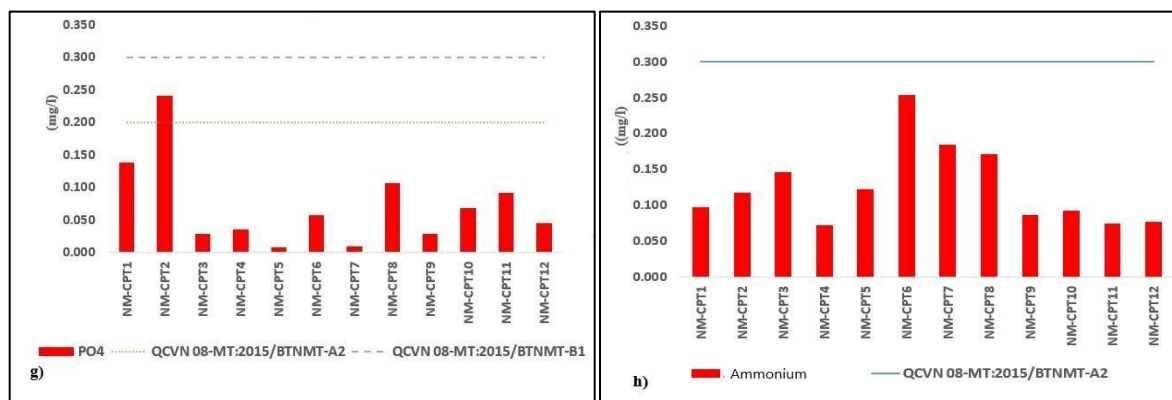 0.350
0.300
0.250
0.200
0.150
0.100
0.050
0.000
(mg/l)
NM-CPT1
NM-CPT2
NM-CPT3
NM-CPT4
NM-CPT5
NM-CPT6
NM-CPT7
NM-CPT8
NM-CPT9
NM-CPT10
NM-CPT11
NM-CPT12
PO4 QCVN 08-MT:2015/BTNMT-A2 QCVN 08-MT:2015/BTNMT-B1
g)
0.350
0.300
0.250
0.200
0.150
0.100
0.050
0.000
((mg/l)
NM-CPT1
NM-CPT2
NM-CPT3
NM-CPT4
NM-CPT5
NM-CPT6
NM-CPT7
NM-CPT8
NM-CPT9
NM-CPT10
NM-CPT11
NM-CPT12
. Ammonium QCVN 08-MT:2015/BTNMT-A2
h)